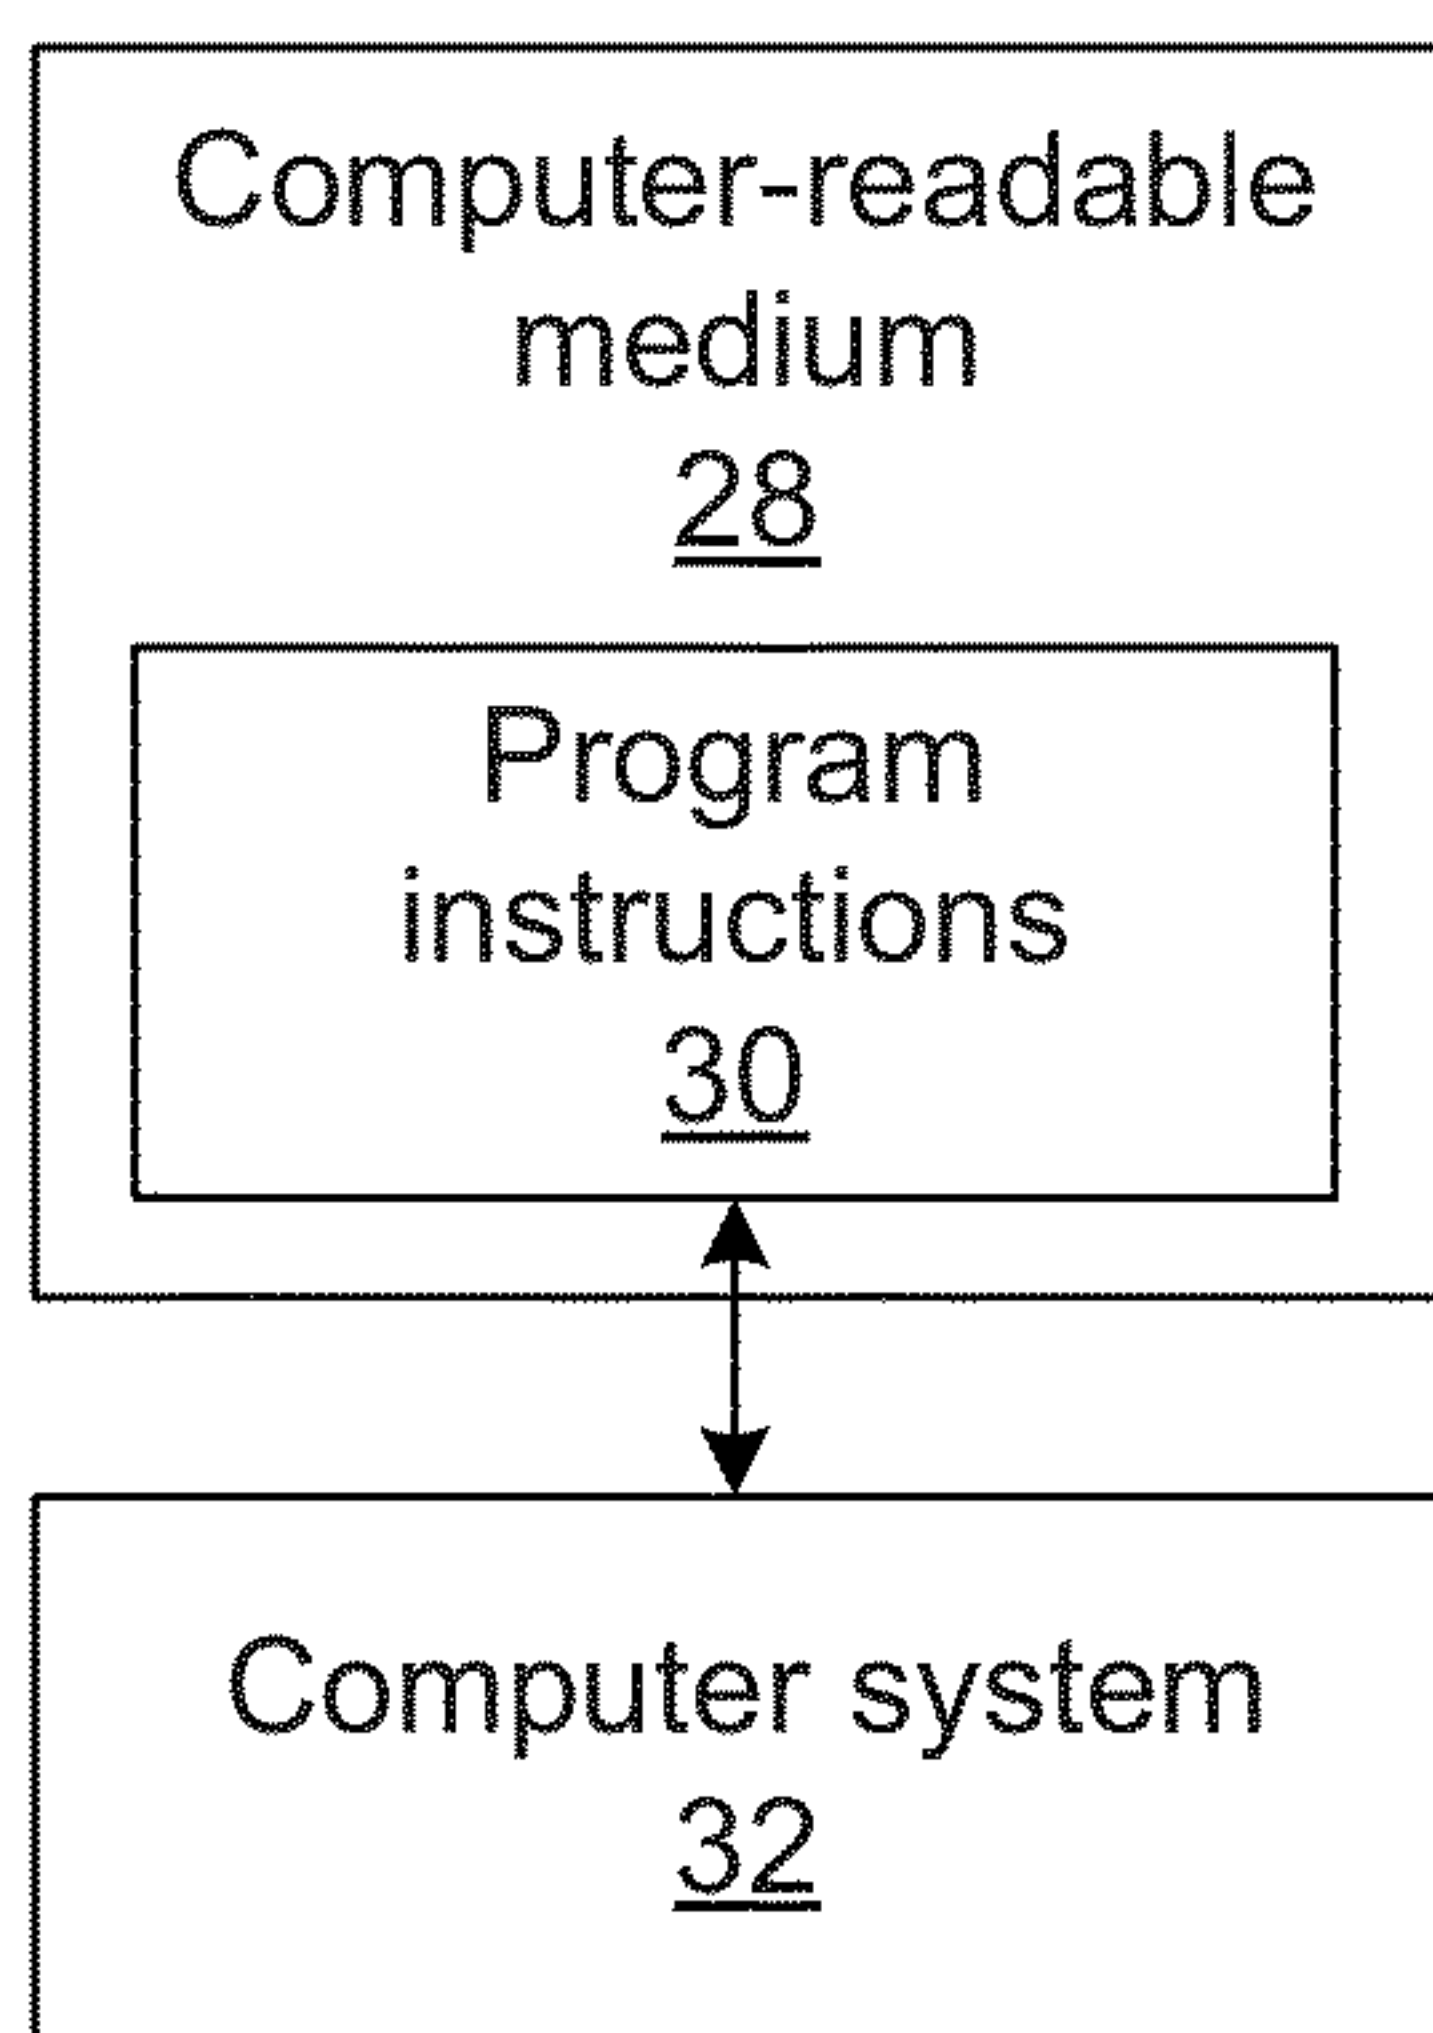 Computer-readable
medium
28
Program
instructions
30
Computer system
32